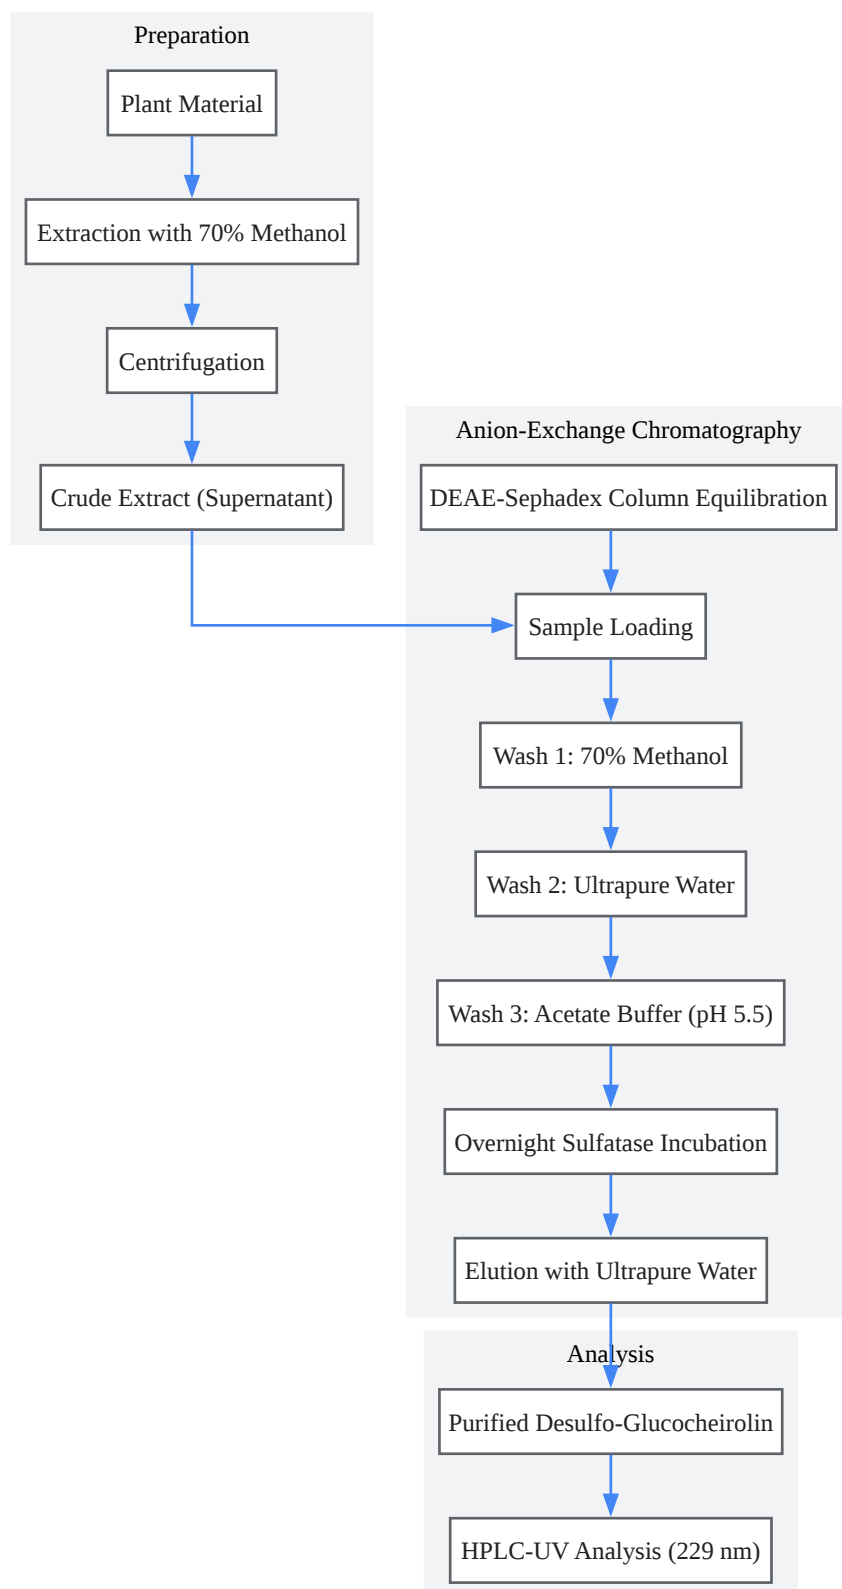 Preparation
Plant Material
Extraction with 70% Methanol
Centrifugation
Crude Extract (Supernatant)
Anion-Exchange Chromatography
DEAE-Sephadex Column Equilibration
Sample Loading
Wash 1: 70% Methanol
Wash 2: Ultrapure Water
Wash 3: Acetate Buffer (pH 5.5)
Overnight Sulfatase Incubation
Elution with Ultrapure Water
Analysis
Purified Desulfo-Glucocheirolin
HPLC-UV Analysis (229 nm)